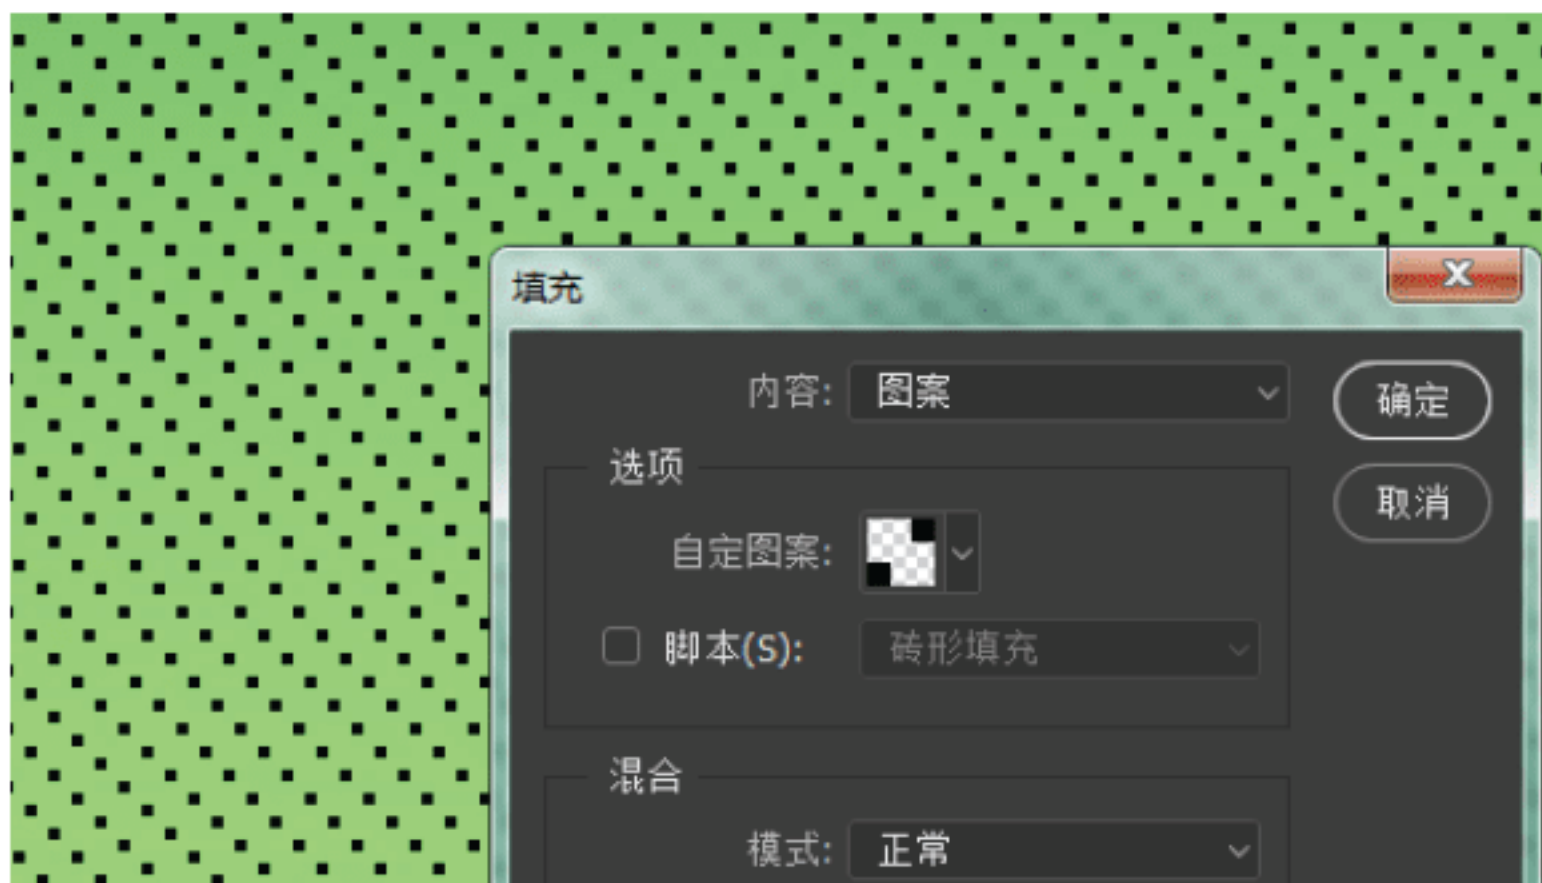 填充
内容: 图案
确定
选项
取消
自定图案:
脚本(S): 砖形填充
混合
模式: 正常